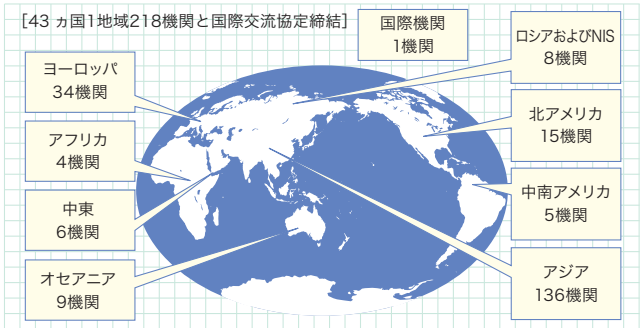 [43 ヵ国1地域218機関と国際交流協定締結]
国際機関
1機関
ロシアおよびNIS
8機関
ヨーロッパ
34機関
北アメリカ
15機関
アフリカ
4機関
中南アメリカ
5機関
中東
6機関
アジア
136機関
オセアニア
9機関